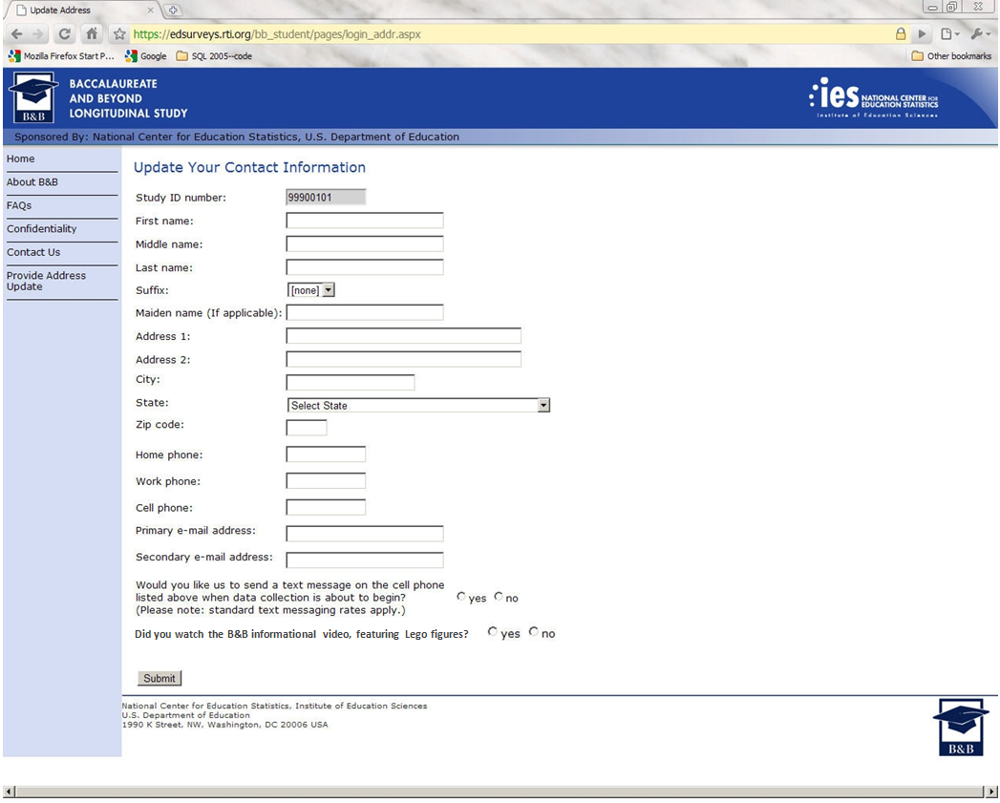 Update Address
https://edsurveys.rti.org/bb_student/pages/login_addr.aspx
Mozilla Firefox Start P... Google SQL 2005--code Other bookmarks
BACCALAUREATE
AND BEYOND
LONGITUDINAL STUDY
B&B
ies NATIONAL CENTER FOR
EDUCATION STATISTICS
Institute of Education Sciences
Sponsored By: National Center for Education Statistics, U.S. Department of Education
Home
About B&B
FAQs
Confidentiality
Contact Us
Provide Address
Update
Update Your Contact Information
Study ID number: 99900101
First name:
Middle name:
Last name:
Suffix: [none]
Maiden name (If applicable):
Address 1:
Address 2:
City:
State: Select State
Zip code:
Home phone:
Work phone:
Cell phone:
Primary e-mail address:
Secondary e-mail address:
Would you like us to send a text message on the cell phone
listed above when data collection is about to begin? yes no
(Please note: standard text messaging rates apply.)
Did you watch the B&B informational video, featuring Lego figures? yes no
Submit
National Center for Education Statistics, Institute of Education Sciences
U.S. Department of Education
1990 K Street, NW, Washington, DC 20006 USA
B&B